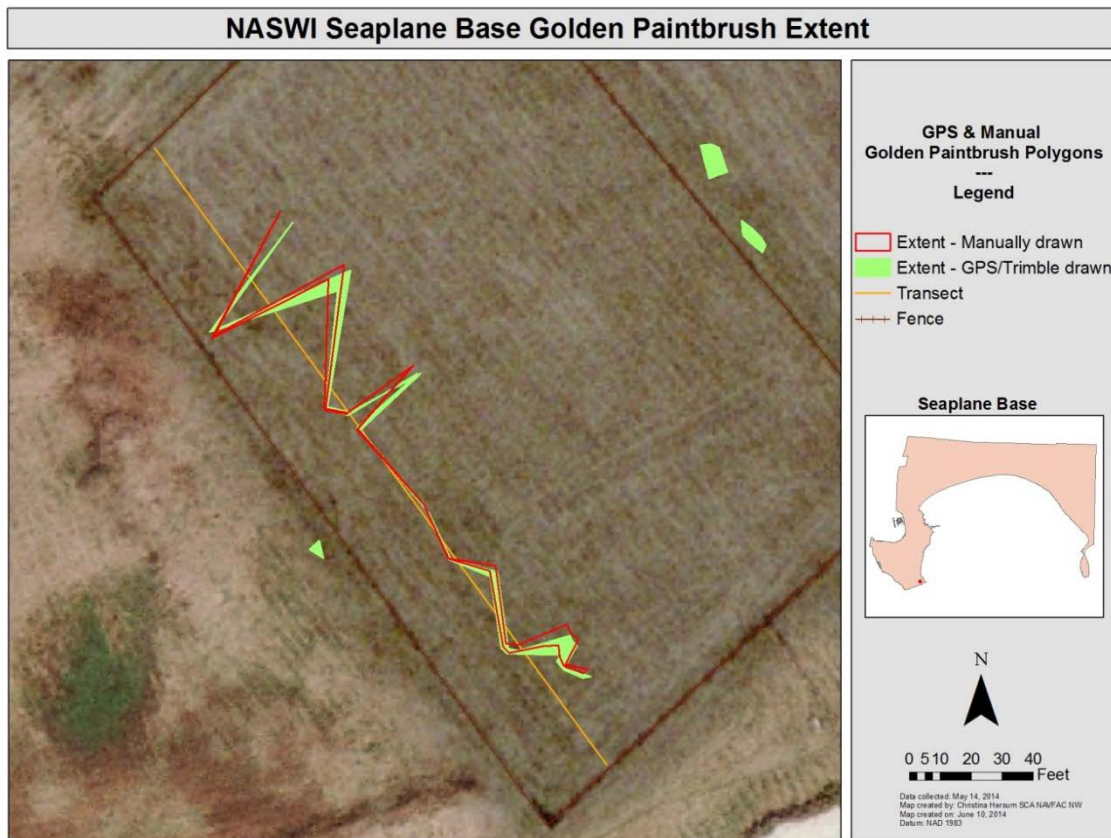 NASWI Seaplane Base Golden Paintbrush Extent
GPS & Manual
Golden Paintbrush Polygons
---
Legend
Extent - Manually drawn
Extent - GPS/Trimble drawn
Transect
Fence
Seaplane Base
N
0 5 10 20 30 40
Feet
Data collected: May 14, 2014
Map created by: Christina Hersum SCA NAVFAC NW
Map created on: June 10, 2014
Datum: NAD 1983